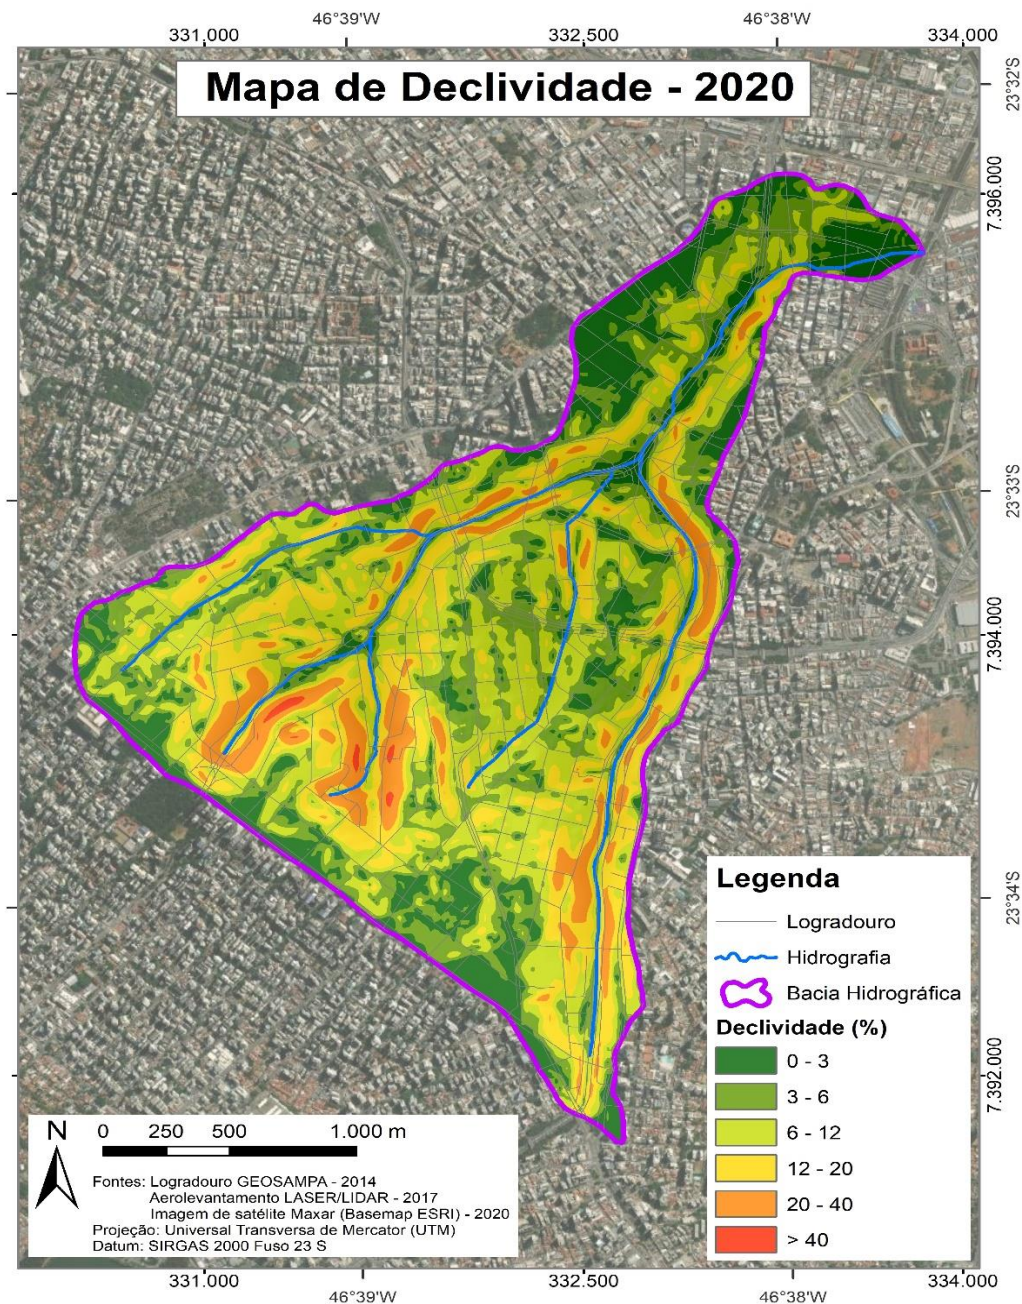 46°39'W
46°38'W
331.000
332.500
334.000
Mapa de Declividade - 2020
23°32'S
7.396.000
23°33'S
7.394.000
23°34'S
7.392.000
Legenda
Logradouro
Hidrografia
Bacia Hidrográfica
Declividade (%)
0 - 3
3 - 6
6 - 12
12 - 20
20 - 40
> 40
N
0 250 500 1.000 m
Fontes: Logradouro GEOSAMPA - 2014
Aerolevantamento LASER/LIDAR - 2017
Imagem de satélite Maxar (Basemap ESRI) - 2020
Projeção: Universal Transversa de Mercator (UTM)
Datum: SIRGAS 2000 Fuso 23 S
331.000
332.500
334.000
46°39'W
46°38'W